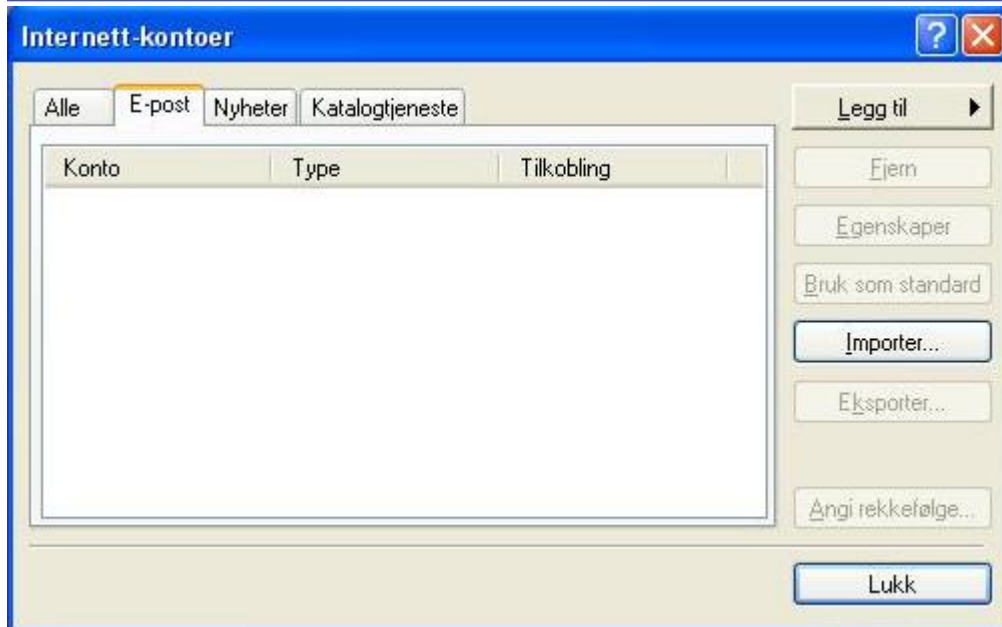 Internett-kontoer
Alle E-post Nyheter Katalogtjeneste
Konto Type Tilkobling
Legg til
Fjern
Egenskaper
Bruk som standard
Importer...
Eksporter...
Angi rekkefølge...
Lukk